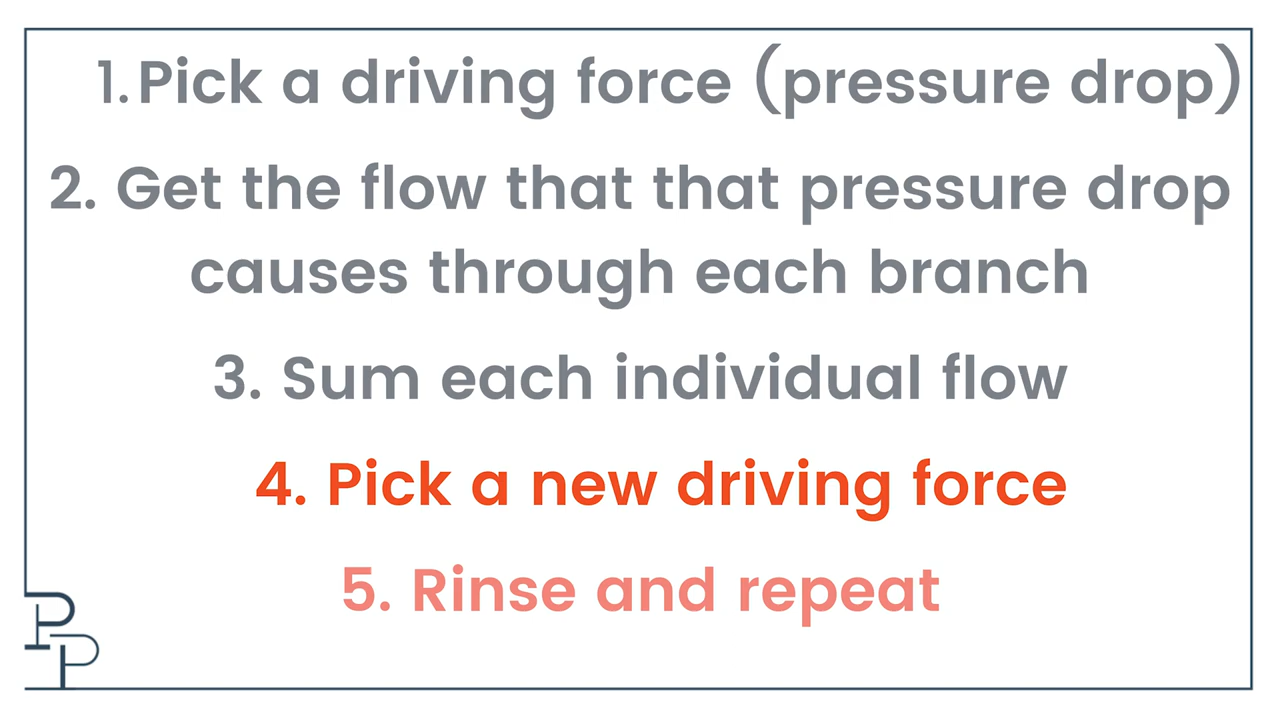 1. Pick a driving force (pressure drop)
2. Get the flow that that pressure drop
causes through each branch
3. Sum each individual flow
4. Pick a new driving force
5. Rinse and repeat
PP